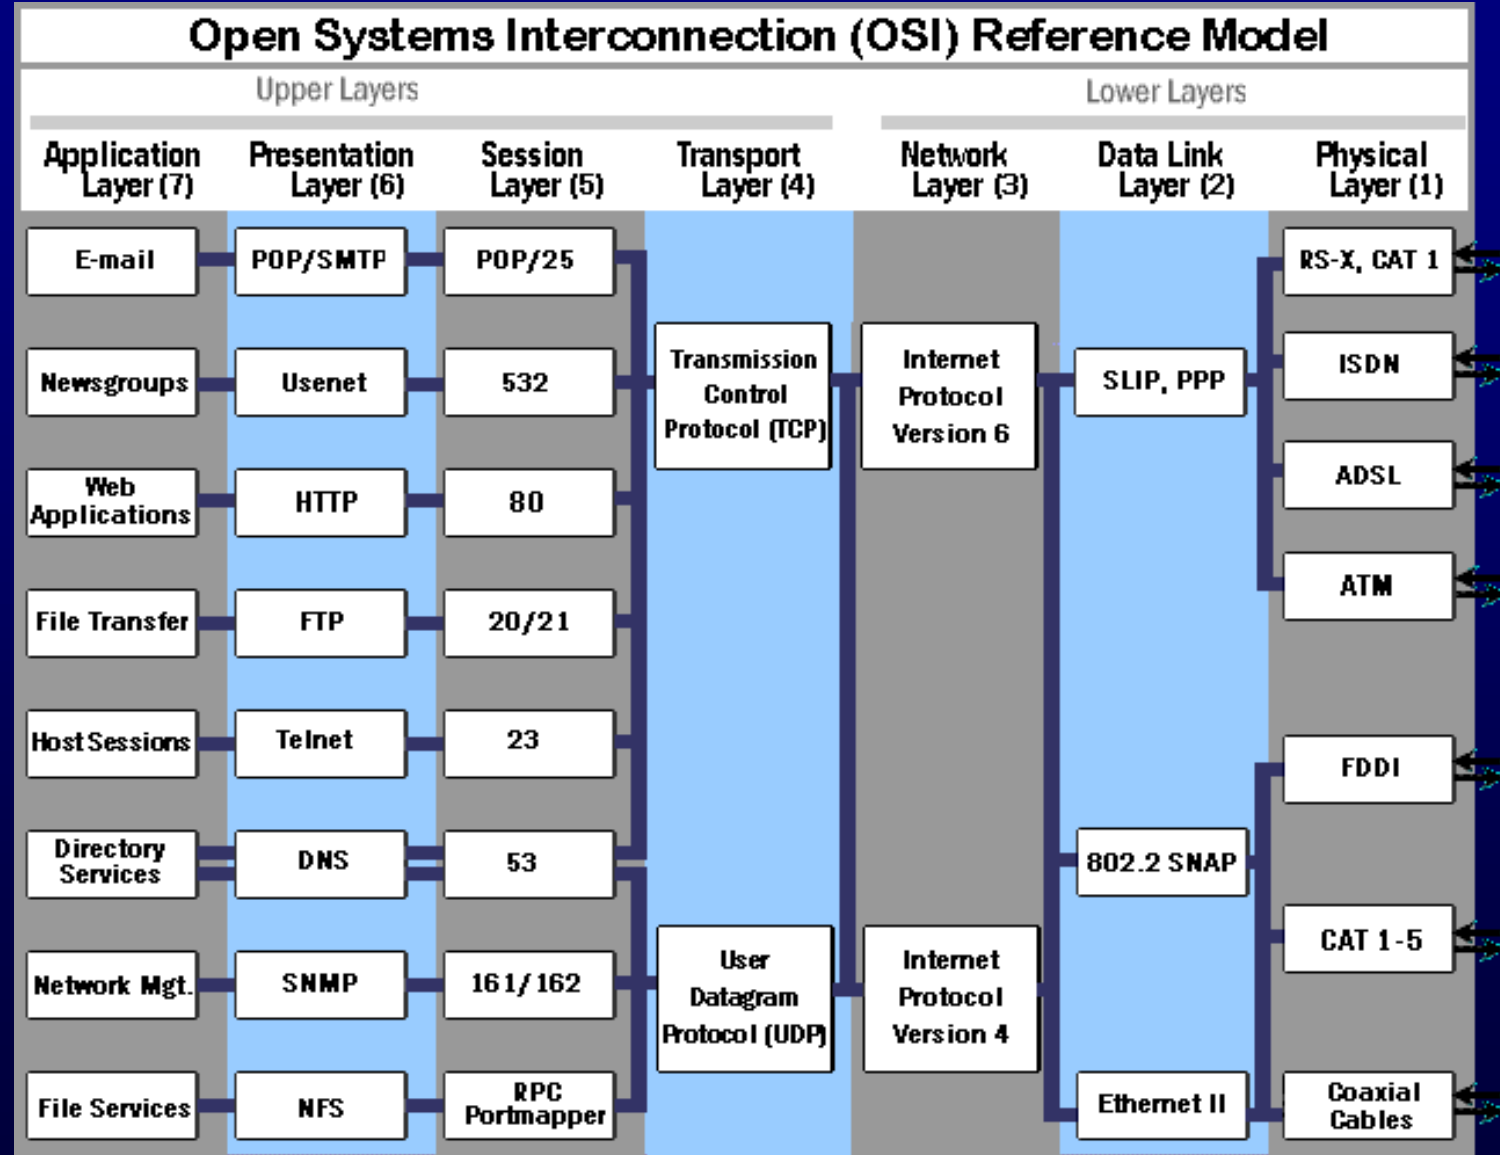 Open Systems Interconnection (OSI) Reference Model
Upper Layers
Lower Layers
Application
Layer (7)
Presentation
Layer (6)
Session
Layer (5)
Transport
Layer (4)
Network
Layer (3)
Data Link
Layer (2)
Physical
Layer (1)
E-mail
POP/SMTP
POP/25
RS-X, CAT 1
Newsgroups
Usenet
532
Transmission
Control
Protocol (TCP)
Internet
Protocol
Version 6
SLIP, PPP
ISDN
Web
Applications
HTTP
80
ADSL
File Transfer
FTP
20/21
ATM
Host Sessions
Telnet
23
FDDI
Directory
Services
DNS
53
802.2 SNAP
Network Mgt.
SNMP
161/162
User
Datagram
Protocol (UDP)
Internet
Protocol
Version 4
CAT 1-5
File Services
NFS
RPC
Portmapper
Ethernet II
Coaxial
Cables